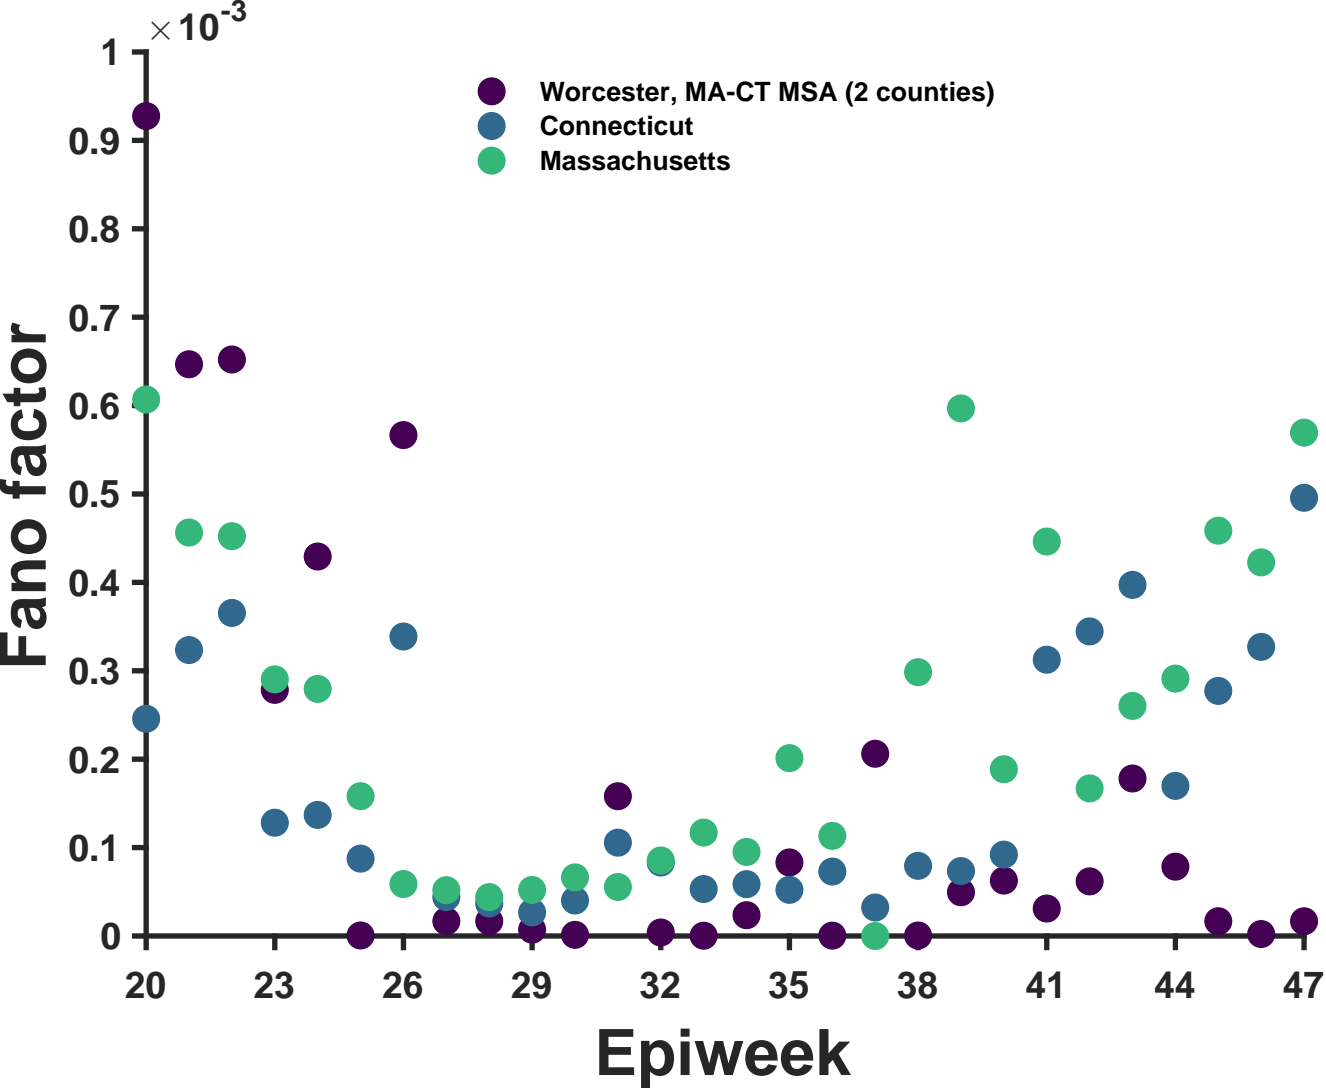 × 10-3
1
0.9
0.8
0.7
0.6
0.5
0.4
0.3
0.2
0.1
0
Fano factor
Worcester, MA-CT MSA (2 counties)
Connecticut
Massachusetts
20 23 26 29 32 35 38 41 44 47
Epiweek